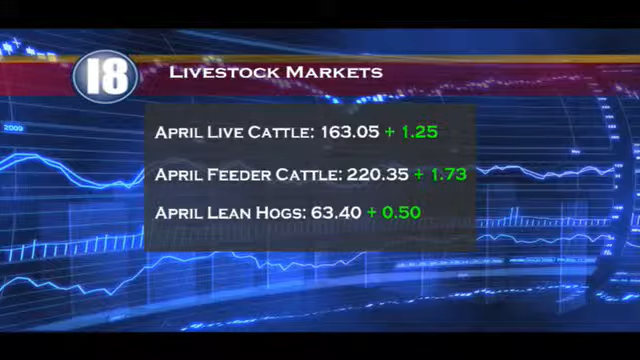 18
LIVESTOCK MARKETS
APRIL LIVE CATTLE: 163.05 + 1.25
APRIL FEEDER CATTLE: 220.35 + 1.73
APRIL LEAN HOGS: 63.40 + 0.50
2009